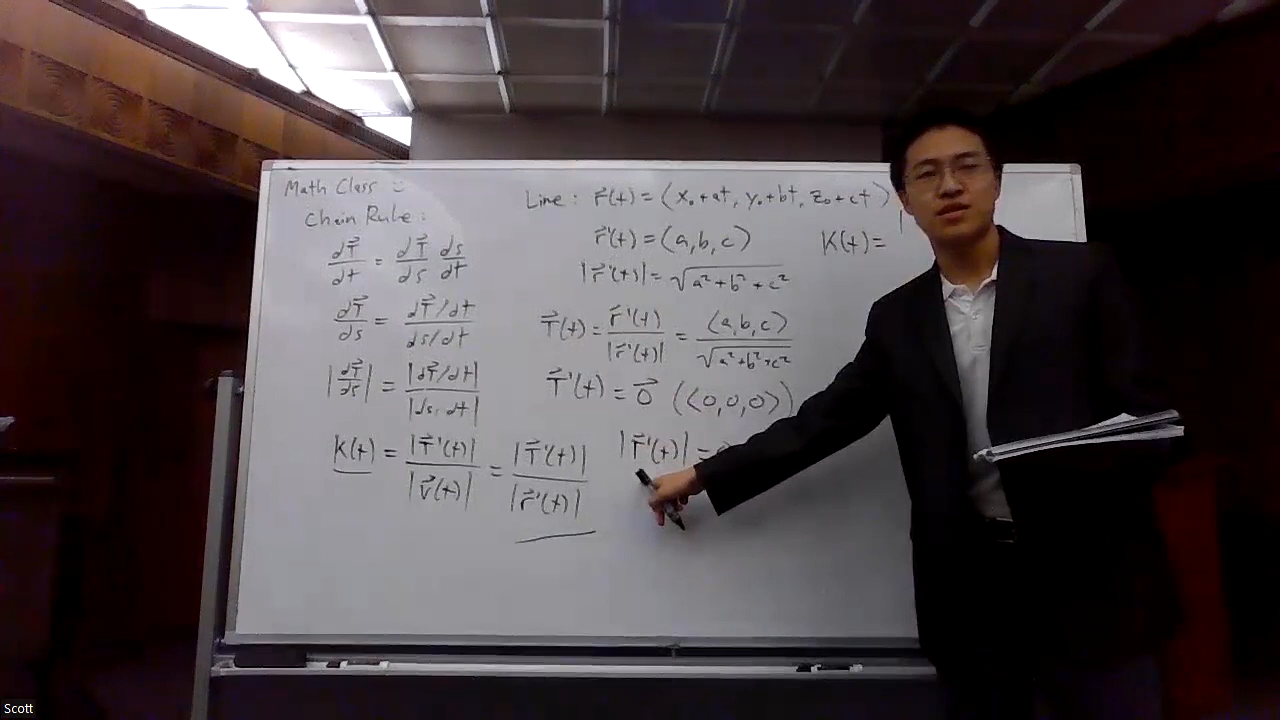 Math Class :)
Chain Rule:
dT⃗/dt = dT⃗/ds ds/dt
dT⃗/ds = (dT⃗/dt)/(ds/dt)
|dT⃗/ds| = |dT⃗/dt|/|ds/dt|
K(t) = |T⃗'(t)|/|v⃗(t)| = |T⃗'(t)|/|r⃗'(t)|
Line: r⃗(t) = ⟨x₀+at, y₀+bt, z₀+ct⟩
r⃗'(t) = ⟨a,b,c⟩
|r⃗'(t)| = √(a²+b²+c²)
T⃗(t) = r⃗'(t)/|r⃗'(t)| = ⟨a,b,c⟩/√(a²+b²+c²)
T⃗'(t) = 0⃗ (⟨0,0,0⟩)
|T⃗'(t)| =
K(t) =
Scott